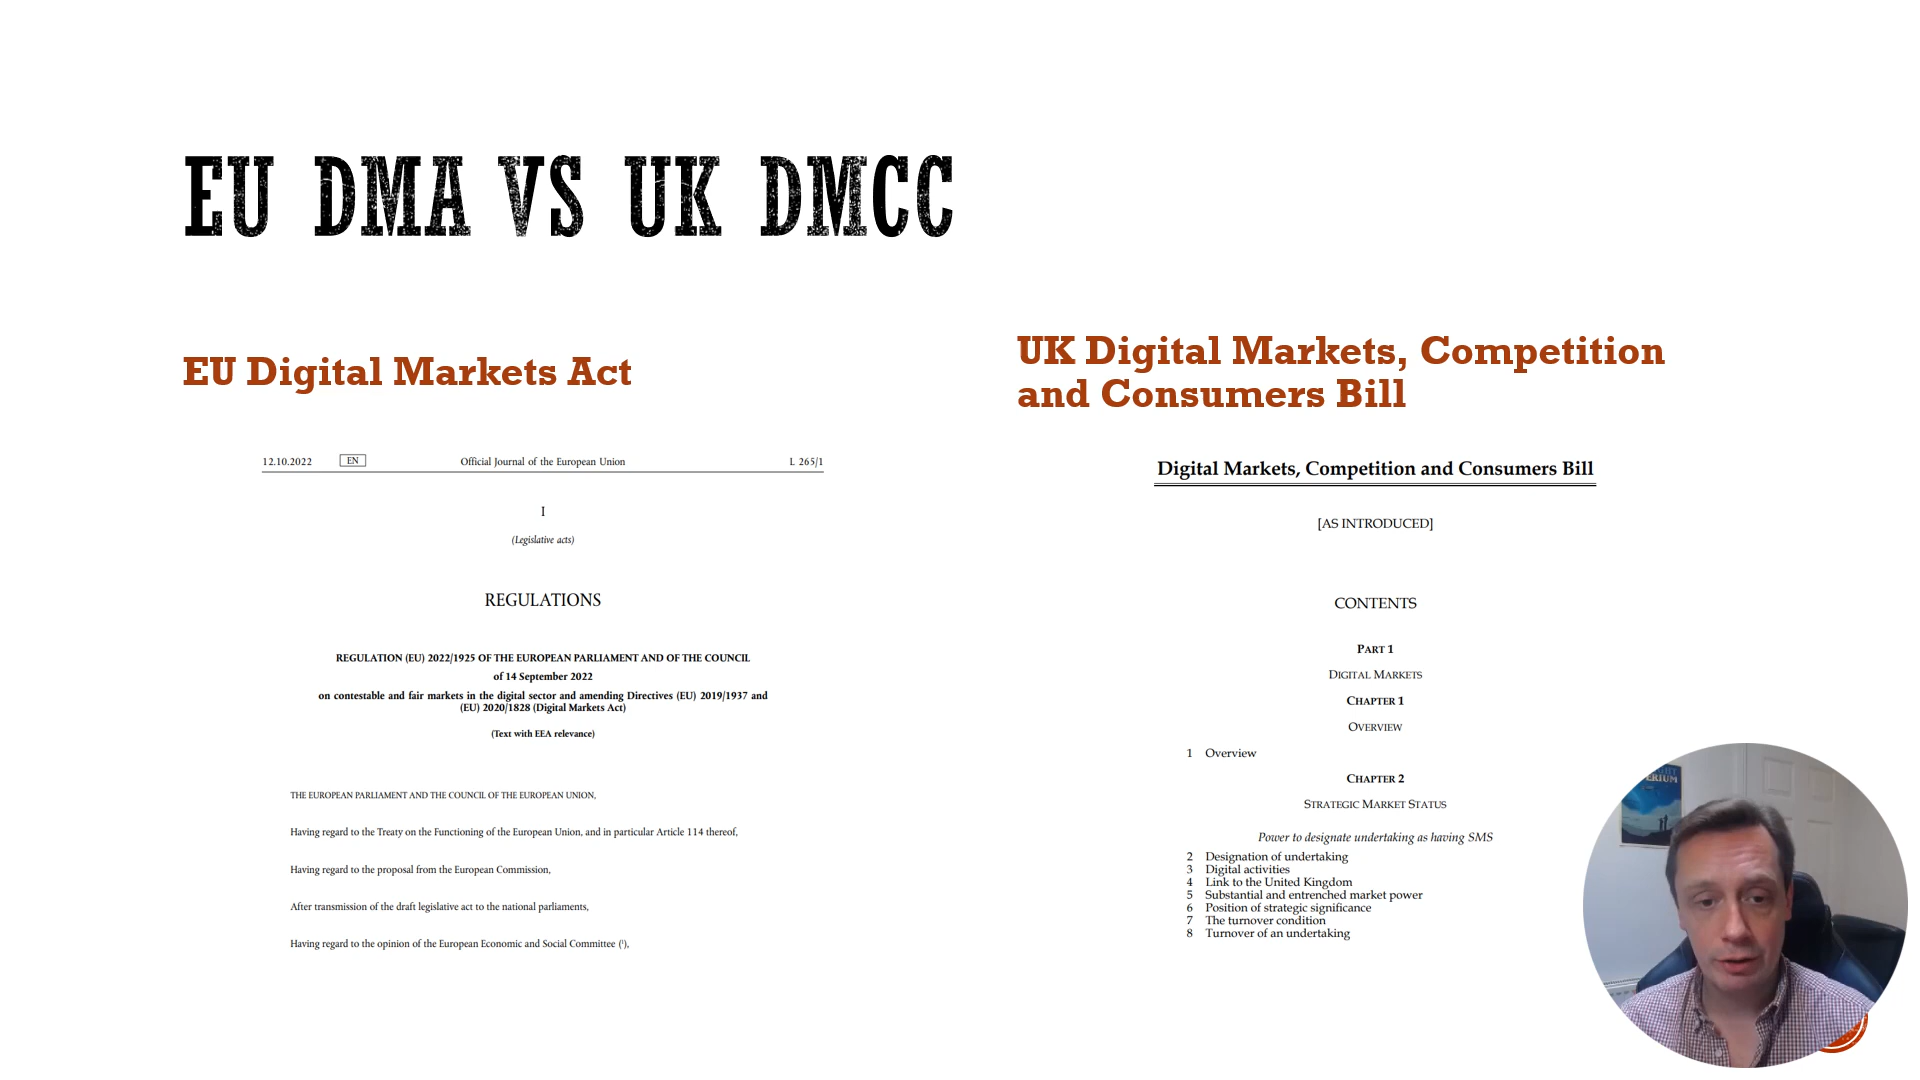 EU DMA VS UK DMCC
EU Digital Markets Act
12.10.2022 EN Official Journal of the European Union L 265/1
I
(Legislative acts)
REGULATIONS
REGULATION (EU) 2022/1925 OF THE EUROPEAN PARLIAMENT AND OF THE COUNCIL
of 14 September 2022
on contestable and fair markets in the digital sector and amending Directives (EU) 2019/1937 and
(EU) 2020/1828 (Digital Markets Act)
(Text with EEA relevance)
THE EUROPEAN PARLIAMENT AND THE COUNCIL OF THE EUROPEAN UNION,
Having regard to the Treaty on the Functioning of the European Union, and in particular Article 114 thereof,
Having regard to the proposal from the European Commission,
After transmission of the draft legislative act to the national parliaments,
Having regard to the opinion of the European Economic and Social Committee (¹),
UK Digital Markets, Competition
and Consumers Bill
Digital Markets, Competition and Consumers Bill
[AS INTRODUCED]
CONTENTS
PART 1
DIGITAL MARKETS
CHAPTER 1
OVERVIEW
1 Overview
CHAPTER 2
STRATEGIC MARKET STATUS
Power to designate undertaking as having SMS
2 Designation of undertaking
3 Digital activities
4 Link to the United Kingdom
5 Substantial and entrenched market power
6 Position of strategic significance
7 The turnover condition
8 Turnover of an undertaking